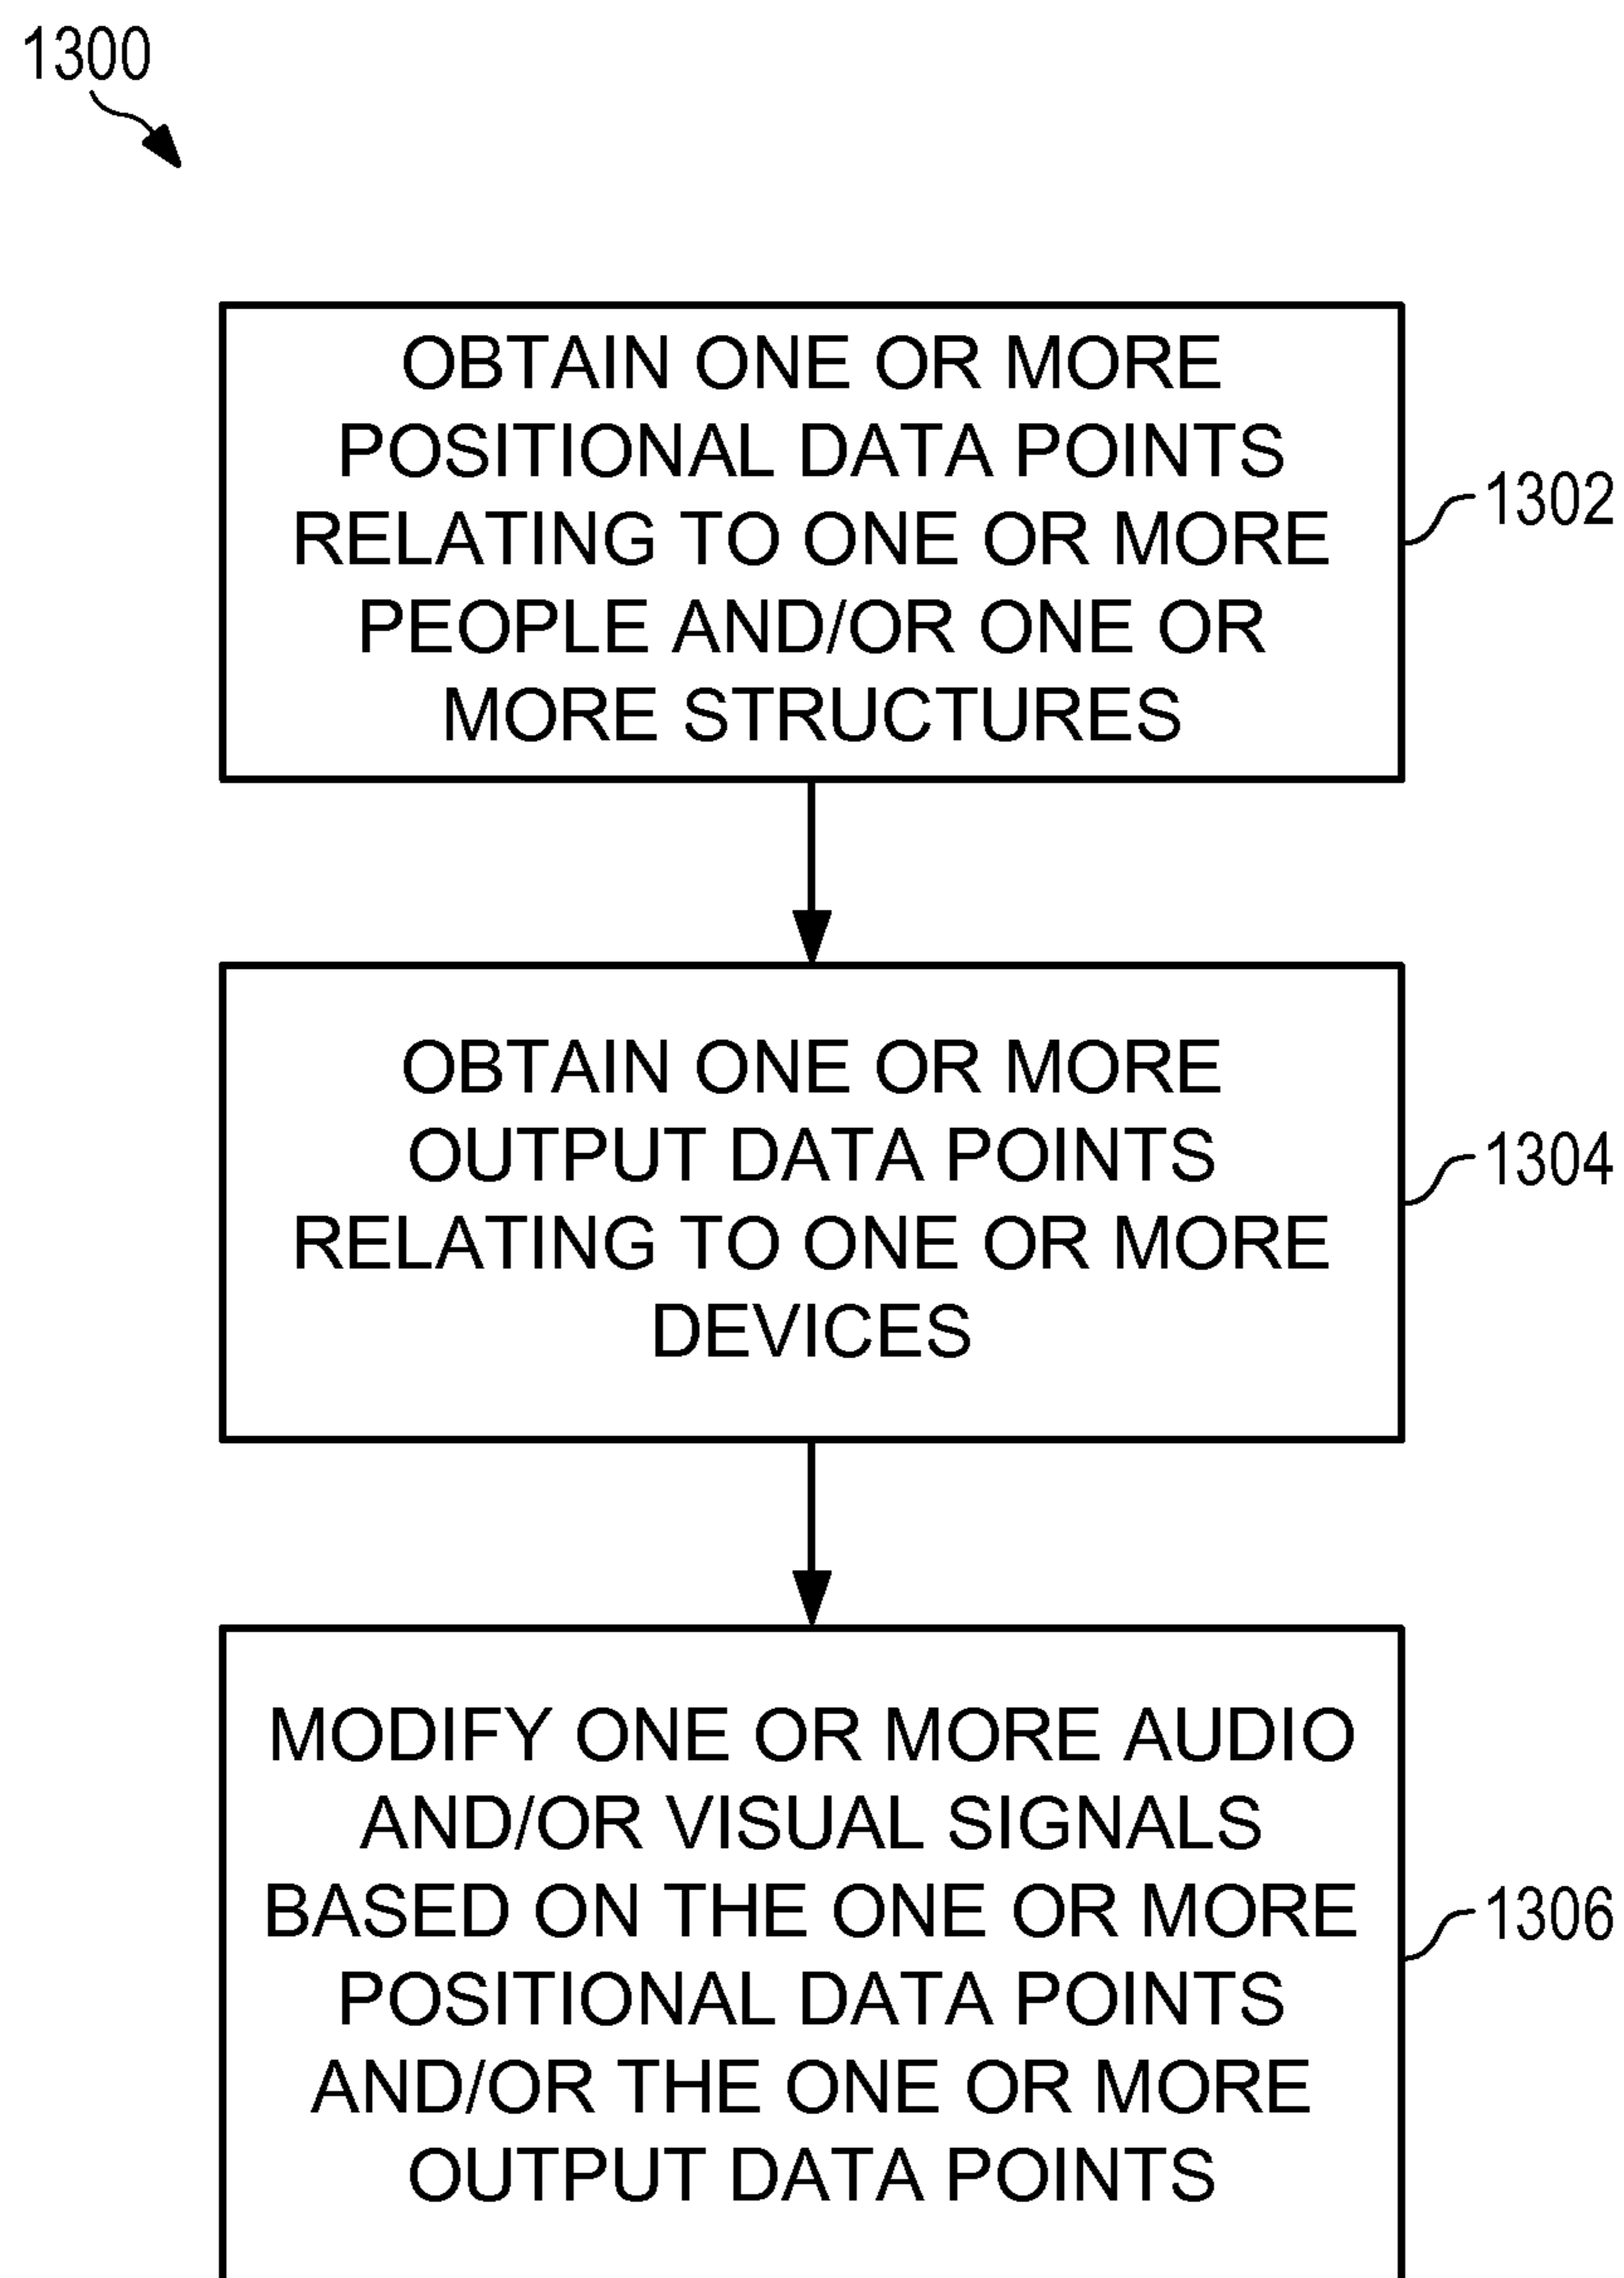 1300
OBTAIN ONE OR MORE
POSITIONAL DATA POINTS
RELATING TO ONE OR MORE
PEOPLE AND/OR ONE OR
MORE STRUCTURES
1302
OBTAIN ONE OR MORE
OUTPUT DATA POINTS
RELATING TO ONE OR MORE
DEVICES
1304
MODIFY ONE OR MORE AUDIO
AND/OR VISUAL SIGNALS
BASED ON THE ONE OR MORE
POSITIONAL DATA POINTS
AND/OR THE ONE OR MORE
OUTPUT DATA POINTS
1306